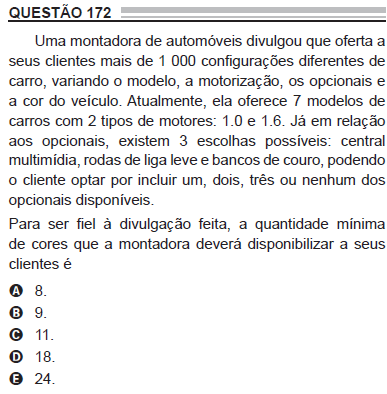 QUESTÃO 172
Uma montadora de automóveis divulgou que oferta a
seus clientes mais de 1 000 configurações diferentes de
carro, variando o modelo, a motorização, os opcionais e
a cor do veículo. Atualmente, ela oferece 7 modelos de
carros com 2 tipos de motores: 1.0 e 1.6. Já em relação
aos opcionais, existem 3 escolhas possíveis: central
multimídia, rodas de liga leve e bancos de couro, podendo
o cliente optar por incluir um, dois, três ou nenhum dos
opcionais disponíveis.
Para ser fiel à divulgação feita, a quantidade mínima
de cores que a montadora deverá disponibilizar a seus
clientes é
A 8.
B 9.
C 11.
D 18.
E 24.